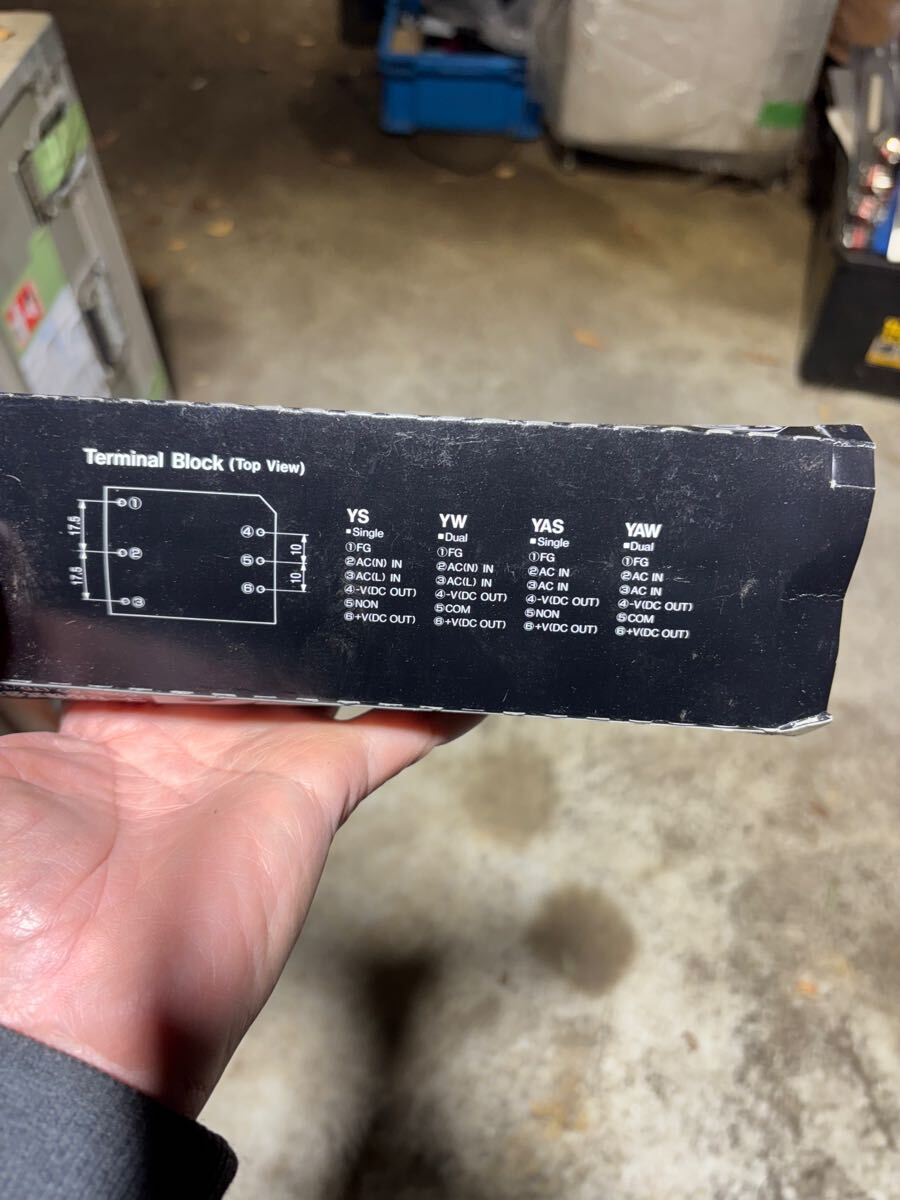 Terminal Block (Top View)
①
②
③
④
⑤
⑥
17.5
17.5
10
10
YS
▪Single
①FG
②AC(N) IN
③AC(L) IN
④-V(DC OUT)
⑤NON
⑥+V(DC OUT)
YW
▪Dual
①FG
②AC(N) IN
③AC(L) IN
④-V(DC OUT)
⑤COM
⑥+V(DC OUT)
YAS
▪Single
①FG
②AC IN
③AC IN
④-V(DC OUT)
⑤NON
⑥+V(DC OUT)
YAW
▪Dual
①FG
②AC IN
③AC IN
④-V(DC OUT)
⑤COM
⑥+V(DC OUT)